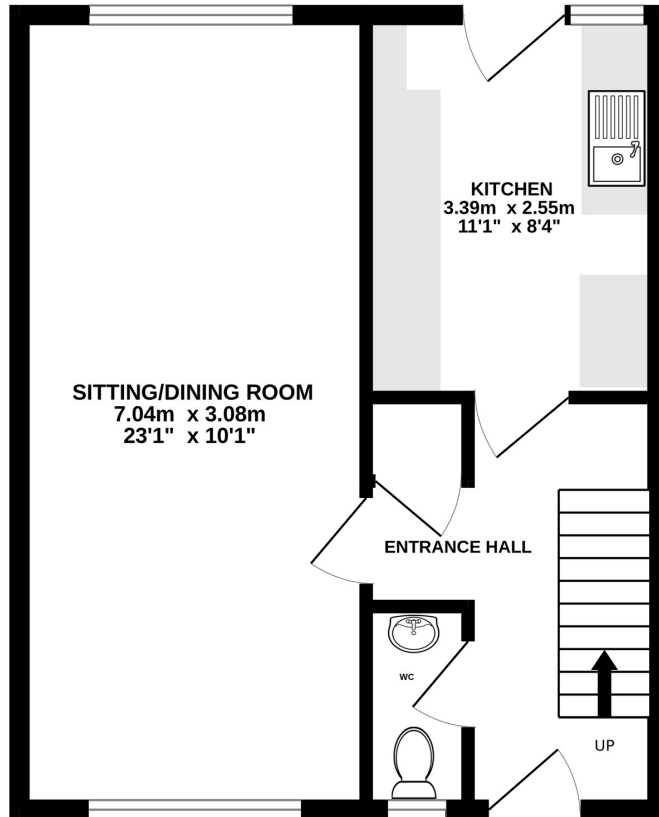 KITCHEN
3.39m x 2.55m
11'1" x 8'4"
SITTING/DINING ROOM
7.04m x 3.08m
23'1" x 10'1"
ENTRANCE HALL
WC
UP